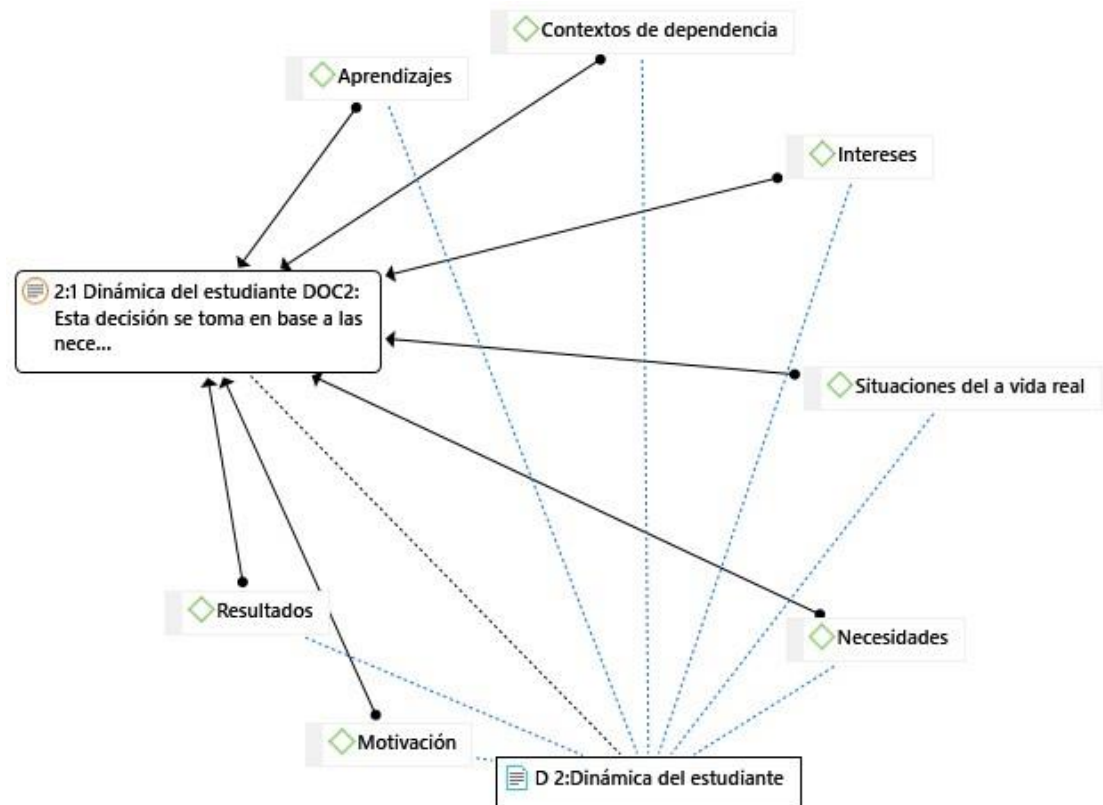 Contextos de dependencia
Aprendizajes
Intereses
2:1 Dinámica del estudiante DOC2:
Esta decisión se toma en base a las
nece...
Situaciones del a vida real
Resultados
Necesidades
Motivación
D 2:Dinámica del estudiante